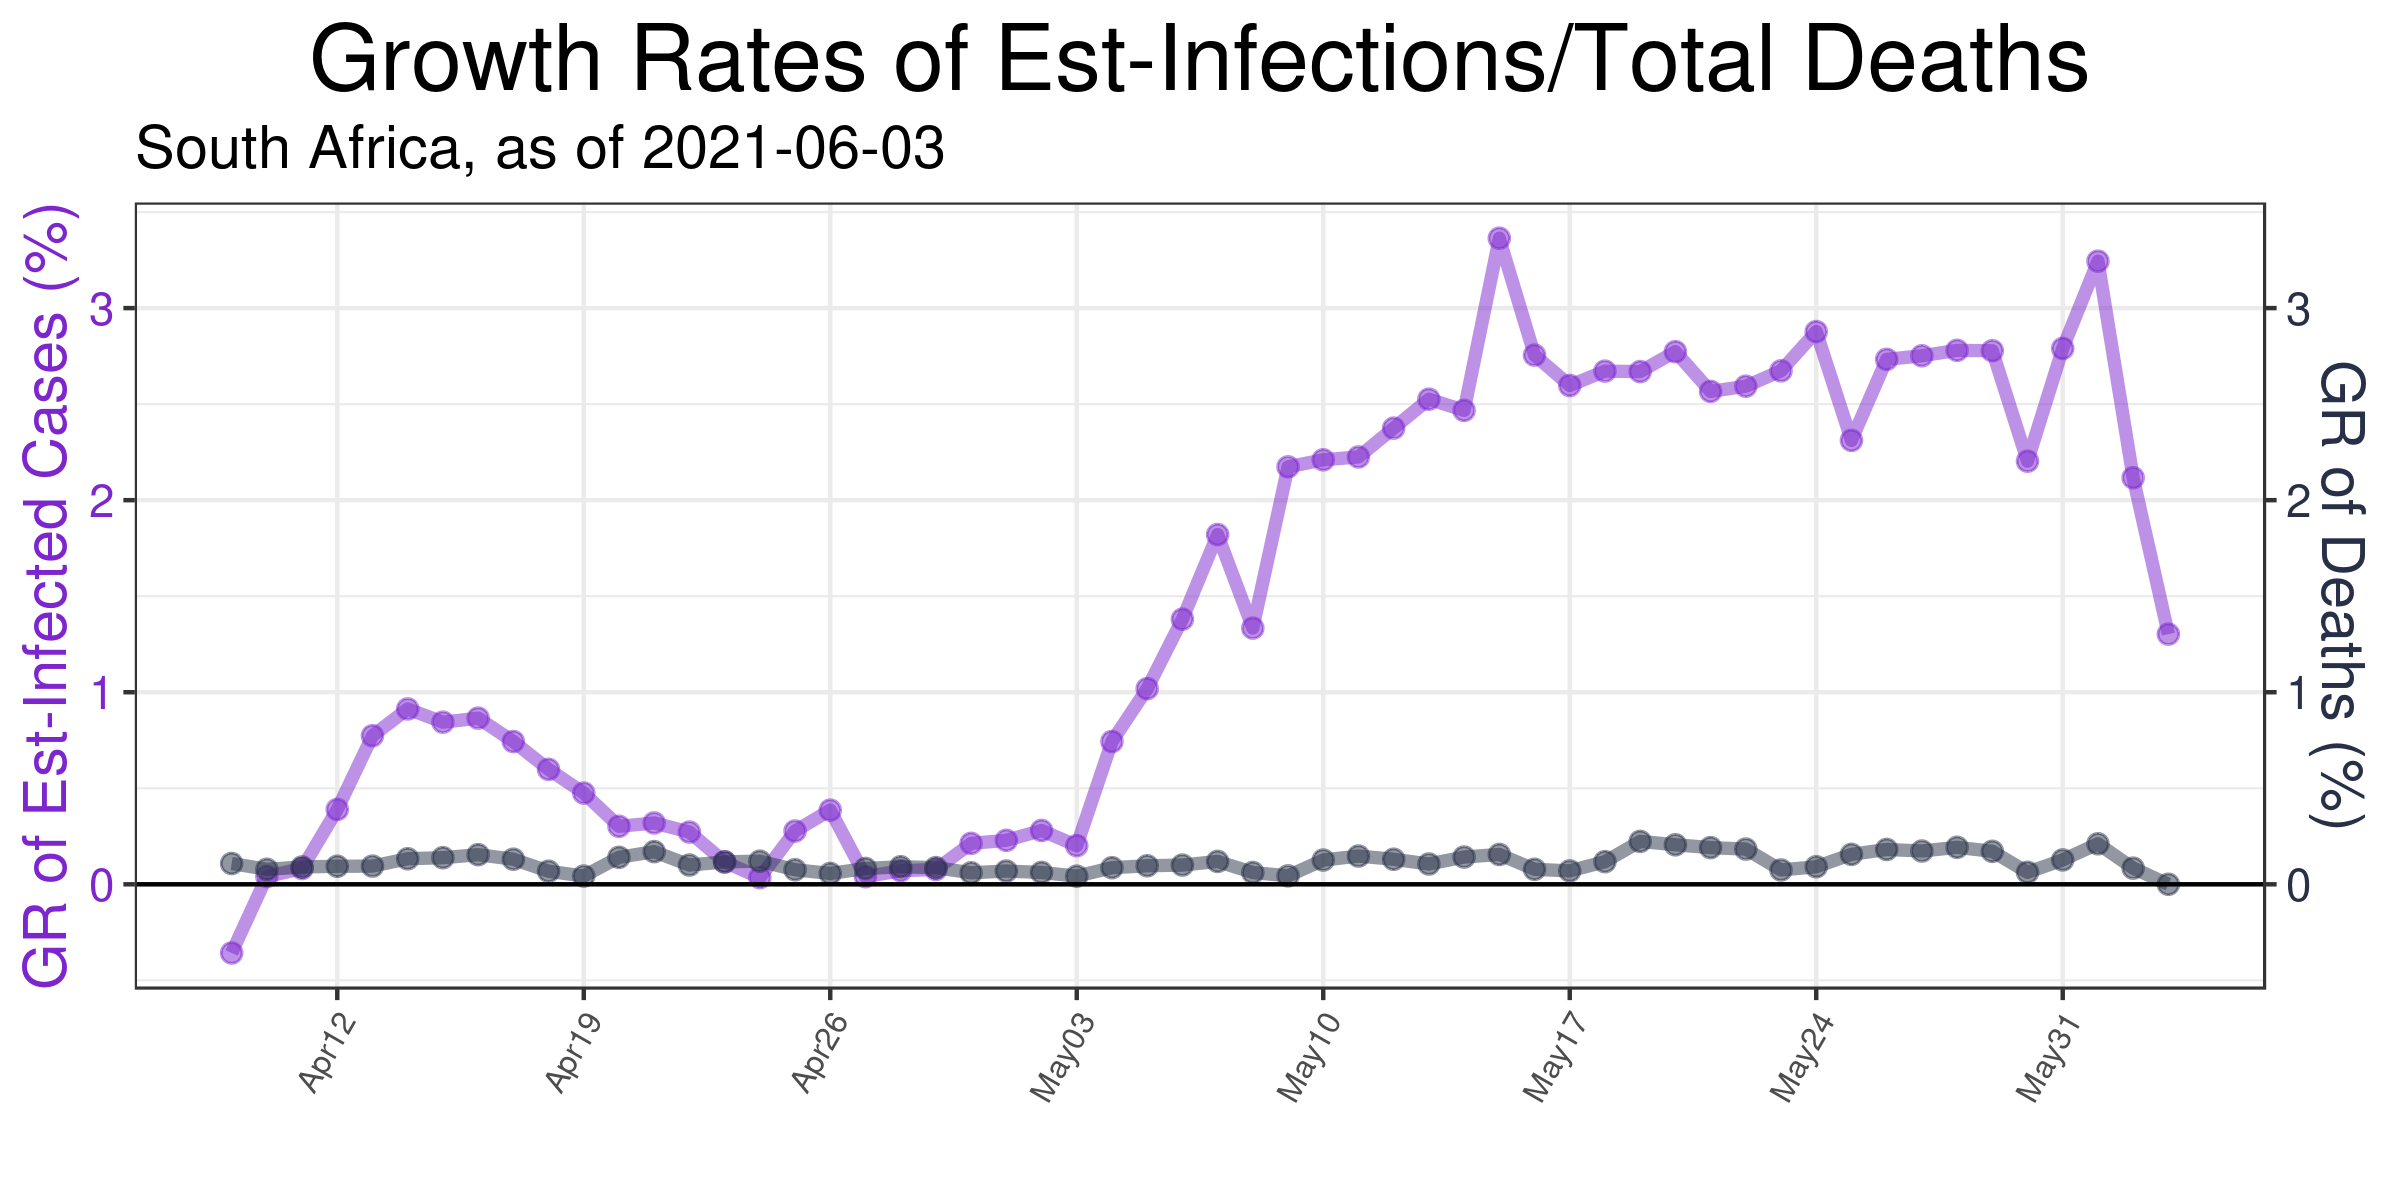 Growth Rates of Est-Infections/Total Deaths
South Africa, as of 2021-06-03
GR of Est-Infected Cases (%)
3
2
1
0
3
2
1
0
GR of Deaths (%)
Apr12
Apr19
Apr26
May03
May10
May17
May24
May31